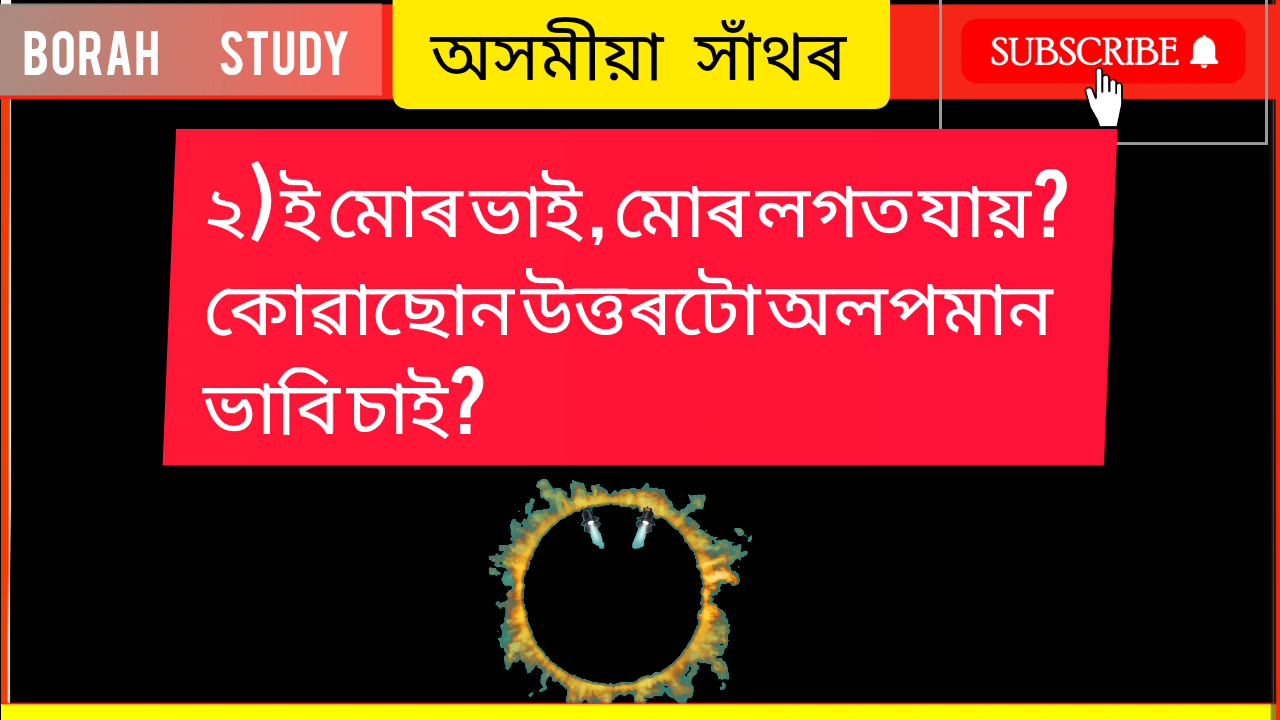 BORAH STUDY
অসমীয়া সাঁথৰ
SUBSCRIBE
২)ই মোৰ ভাই, মোৰ লগত যায়?
কোৱাছোন উত্তৰটো অলপমান
ভাবি চাই?